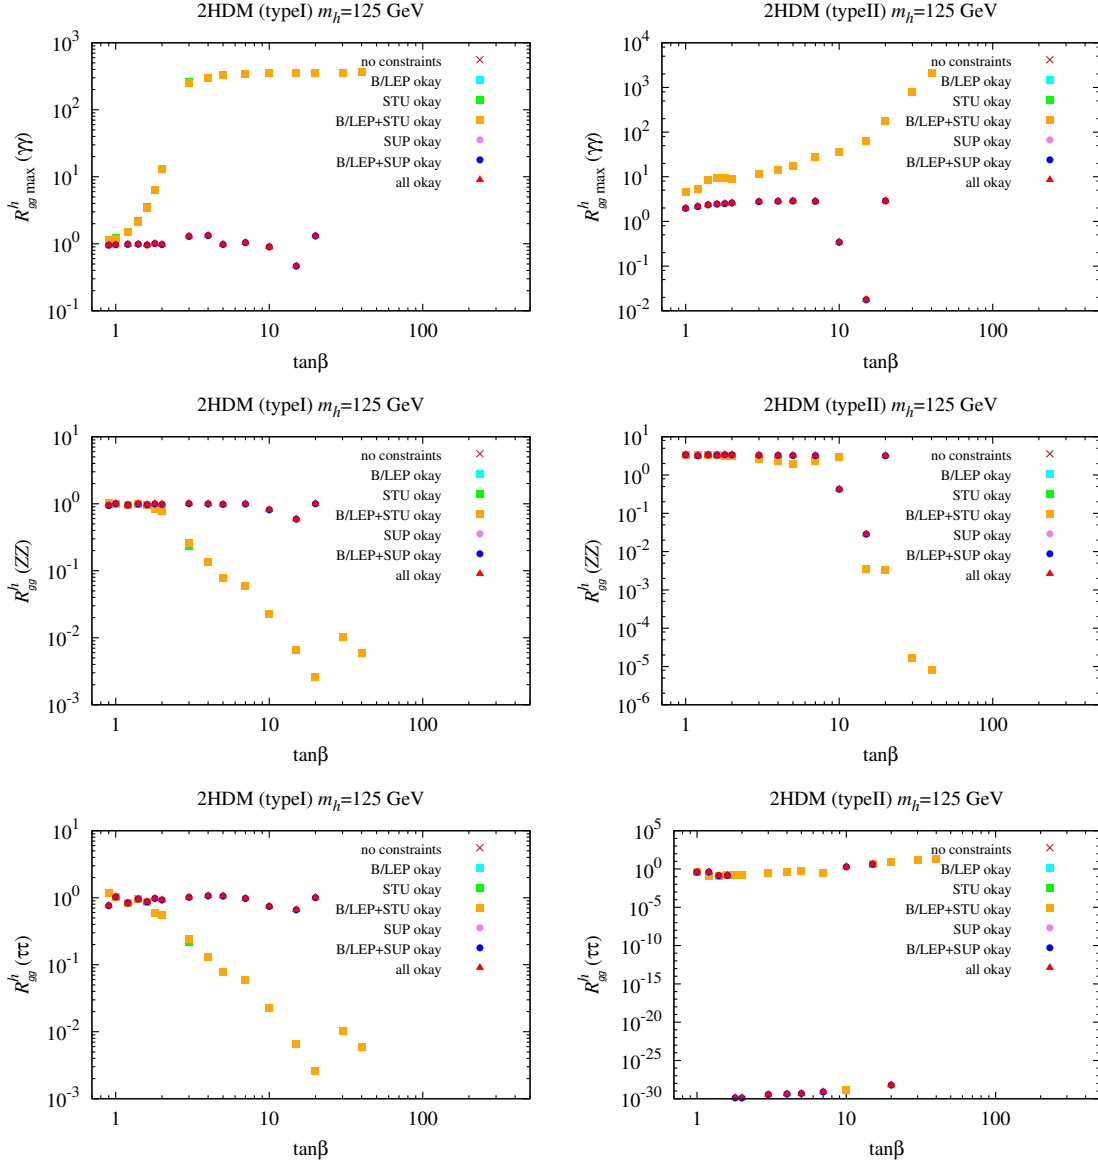 2HDM (typeI) m_h=125 GeV
R^h_gg max (γγ)
10^3
10^2
10^1
10^0
10^-1
1
10
100
tanβ
no constraints
B/LEP okay
STU okay
B/LEP+STU okay
SUP okay
B/LEP+SUP okay
all okay
2HDM (typeII) m_h=125 GeV
R^h_gg max (γγ)
10^4
10^3
10^2
10^1
10^0
10^-1
10^-2
1
10
100
tanβ
no constraints
B/LEP okay
STU okay
B/LEP+STU okay
SUP okay
B/LEP+SUP okay
all okay
2HDM (typeI) m_h=125 GeV
R^h_gg (ZZ)
10^1
10^0
10^-1
10^-2
10^-3
1
10
100
tanβ
no constraints
B/LEP okay
STU okay
B/LEP+STU okay
SUP okay
B/LEP+SUP okay
all okay
2HDM (typeII) m_h=125 GeV
R^h_gg (ZZ)
10^1
10^0
10^-1
10^-2
10^-3
10^-4
10^-5
10^-6
1
10
100
tanβ
no constraints
B/LEP okay
STU okay
B/LEP+STU okay
SUP okay
B/LEP+SUP okay
all okay
2HDM (typeI) m_h=125 GeV
R^h_gg (ττ)
10^1
10^0
10^-1
10^-2
10^-3
1
10
100
tanβ
no constraints
B/LEP okay
STU okay
B/LEP+STU okay
SUP okay
B/LEP+SUP okay
all okay
2HDM (typeII) m_h=125 GeV
R^h_gg (ττ)
10^5
10^0
10^-5
10^-10
10^-15
10^-20
10^-25
10^-30
1
10
100
tanβ
no constraints
B/LEP okay
STU okay
B/LEP+STU okay
SUP okay
B/LEP+SUP okay
all okay